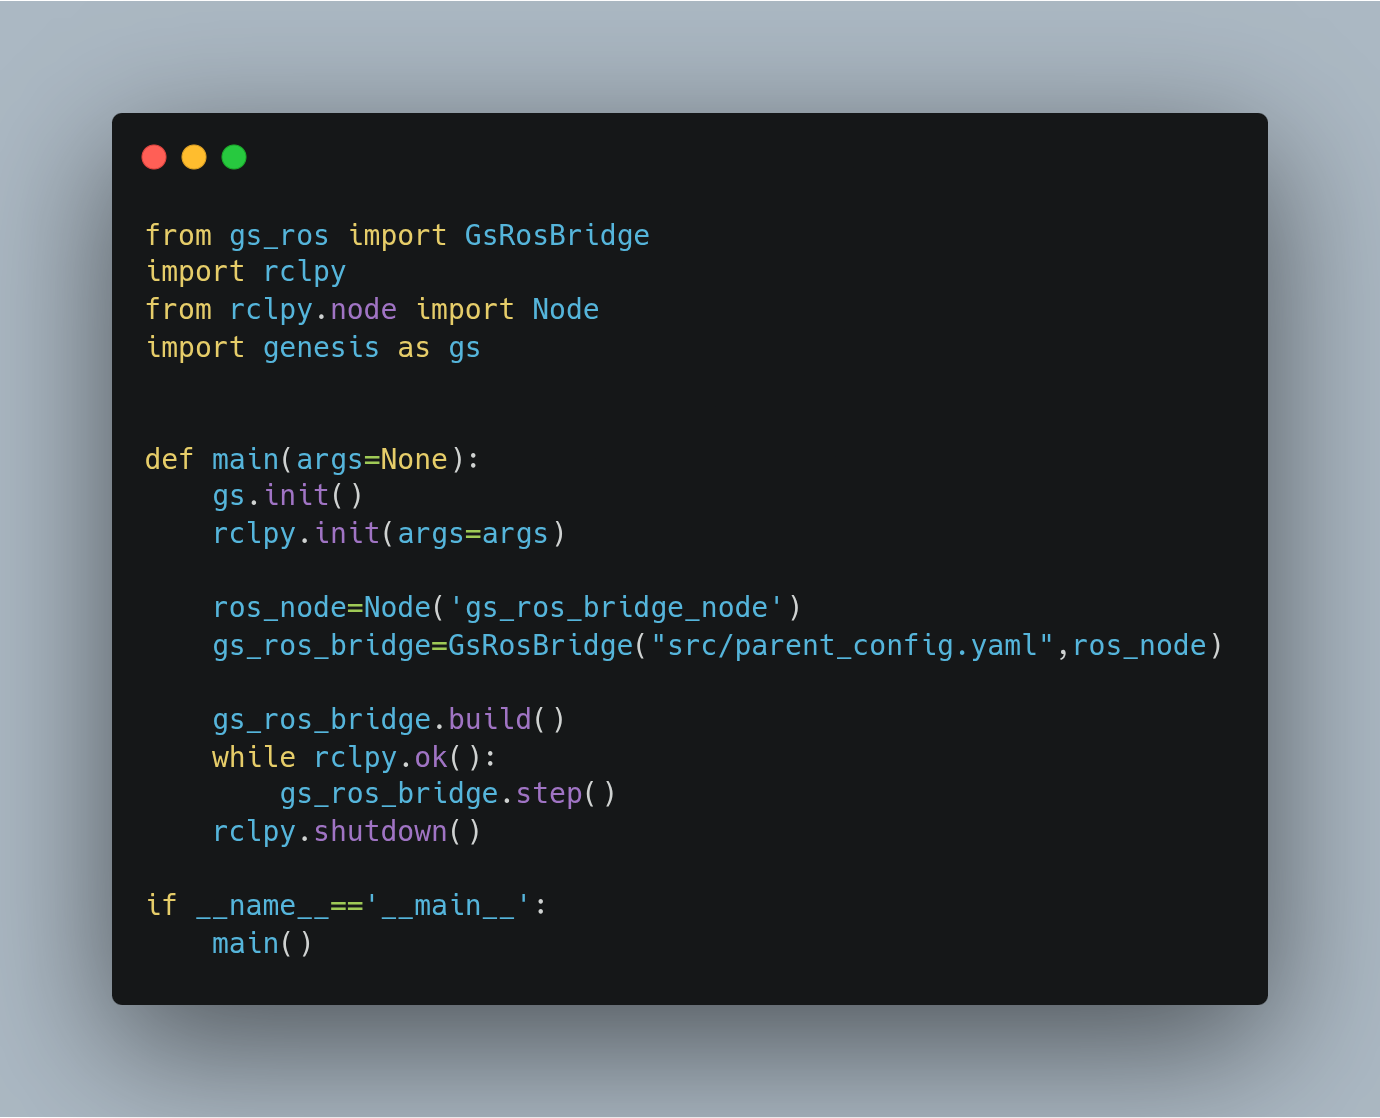 from gs_ros import GsRosBridge
import rclpy
from rclpy.node import Node
import genesis as gs
def main(args=None):
    gs.init()
    rclpy.init(args=args)
    ros_node=Node('gs_ros_bridge_node')
    gs_ros_bridge=GsRosBridge("src/parent_config.yaml",ros_node)
    gs_ros_bridge.build()
    while rclpy.ok():
        gs_ros_bridge.step()
    rclpy.shutdown()
if __name__=='__main__':
    main()